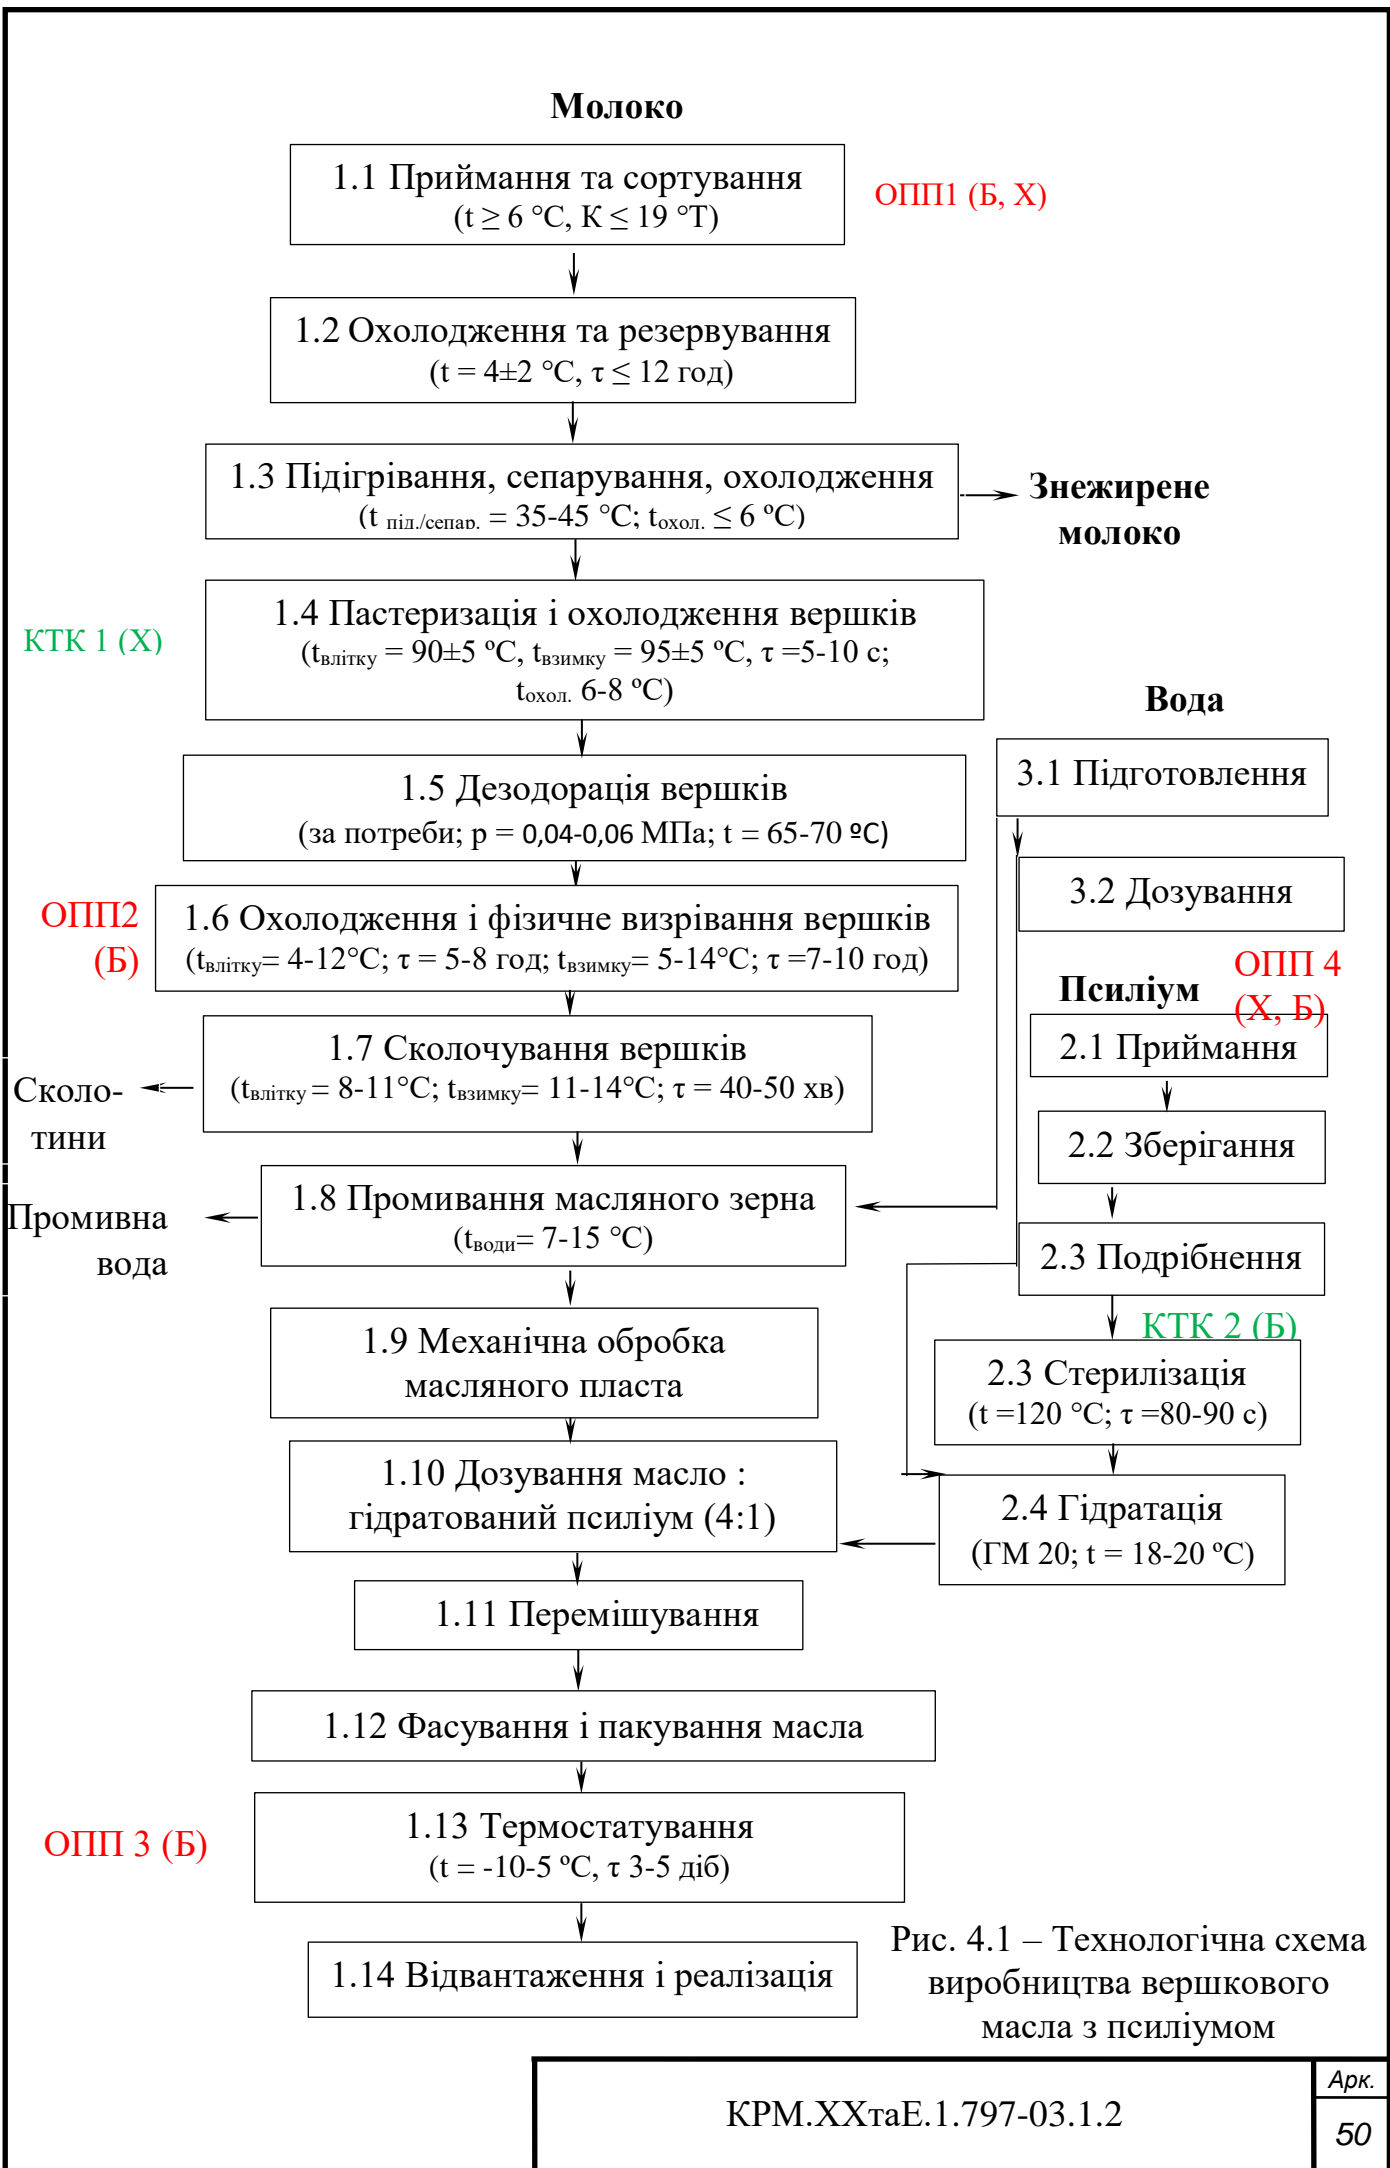 Молоко
1.1 Приймання та сортування
(t ≥ 6 °С, К ≤ 19 °Т)
ОПП1 (Б, Х)
1.2 Охолодження та резервування
(t = 4±2 °С, τ ≤ 12 год)
1.3 Підігрівання, сепарування, охолодження
(t під./сепар. = 35-45 °С; tохол. ≤ 6 ºС)
Знежирене
молоко
КТК 1 (Х)
1.4 Пастеризація і охолодження вершків
(tвлітку = 90±5 ºС, tвзимку = 95±5 ºС, τ =5-10 с;
tохол. 6-8 ºС)
Вода
3.1 Підготовлення
1.5 Дезодорація вершків
(за потреби; р = 0,04-0,06 МПа; t = 65-70 ºС)
3.2 Дозування
ОПП2
(Б)
1.6 Охолодження і фізичне визрівання вершків
(tвлітку= 4-12°С; τ = 5-8 год; tвзимку= 5-14°С; τ =7-10 год)
ОПП 4
(Х, Б)
Псиліум
2.1 Приймання
1.7 Сколочування вершків
(tвлітку = 8-11°С; tвзимку= 11-14°С; τ = 40-50 хв)
Сколо-
тини
2.2 Зберігання
1.8 Промивання масляного зерна
(tводи= 7-15 °С)
Промивна
вода
2.3 Подрібнення
КТК 2 (Б)
1.9 Механічна обробка
масляного пласта
2.3 Стерилізація
(t =120 °С; τ =80-90 с)
1.10 Дозування масло :
гідратований псиліум (4:1)
2.4 Гідратація
(ГМ 20; t = 18-20 ºС)
1.11 Перемішування
1.12 Фасування і пакування масла
ОПП 3 (Б)
1.13 Термостатування
(t = -10-5 ºС, τ 3-5 діб)
1.14 Відвантаження і реалізація
Рис. 4.1 – Технологічна схема
виробництва вершкового
масла з псиліумом
КРМ.ХХтаЕ.1.797-03.1.2
Арк.
50